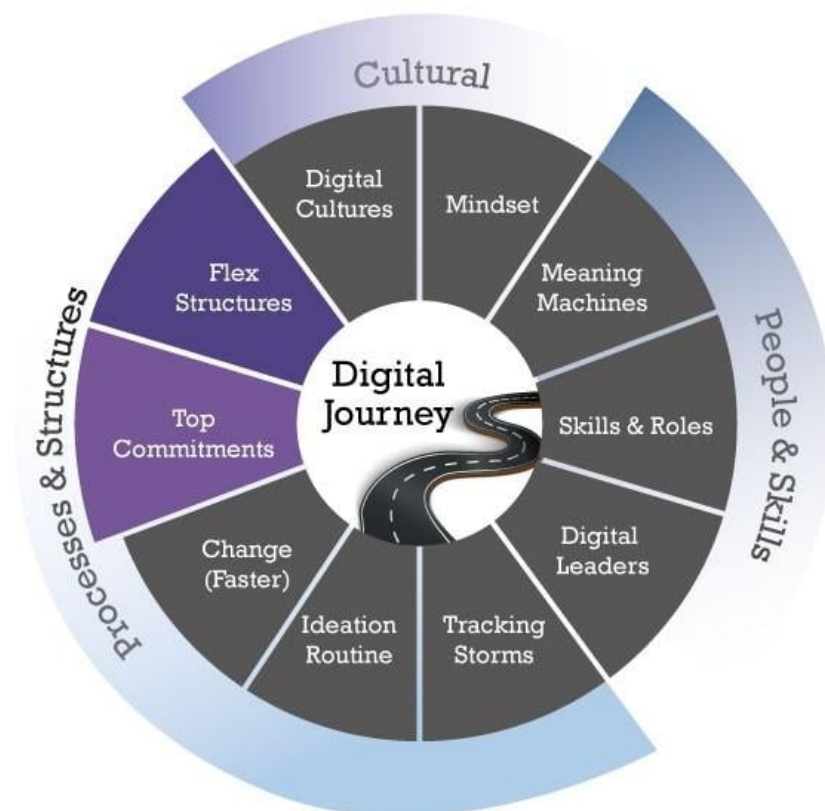 Cultural
Digital
Cultures
Mindset
Flex
Structures
Meaning
Machines
Digital
Journey
Top
Commitments
Skills & Roles
People & Skills
Processes & Structures
Change
(Faster)
Digital
Leaders
Ideation
Routine
Tracking
Storms